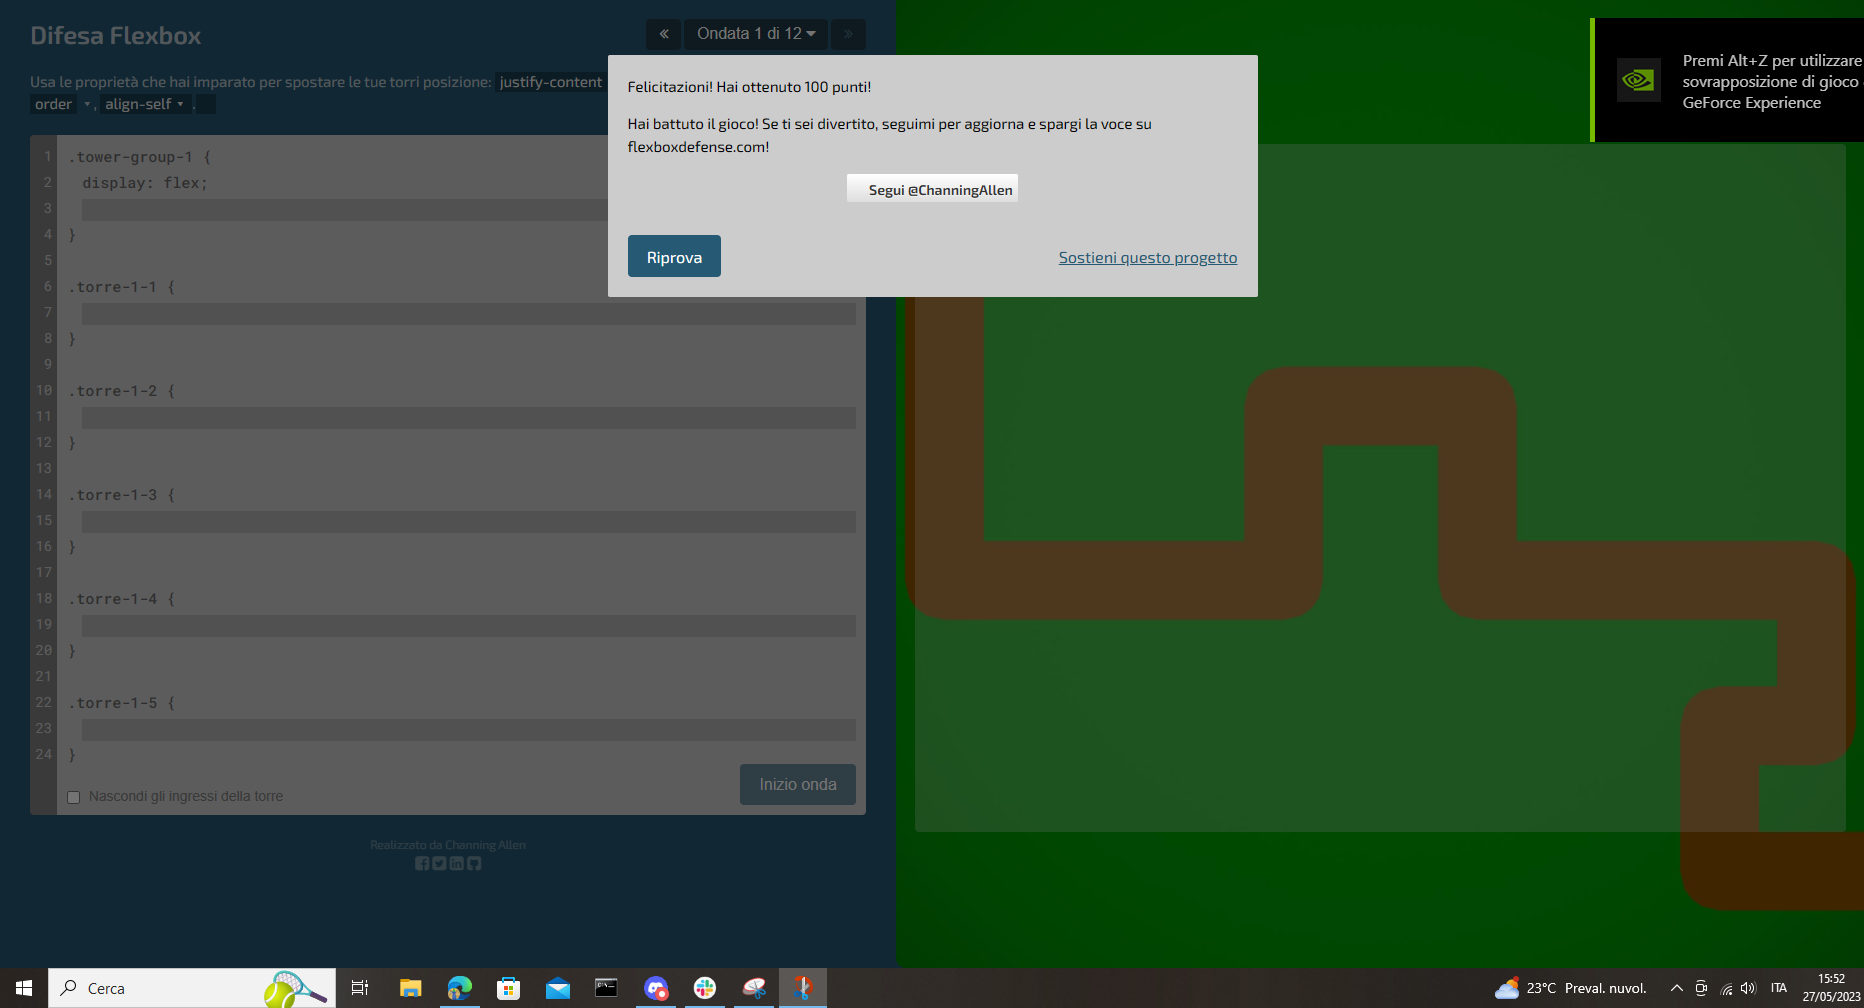 Difesa Flexbox
«
Ondata 1 di 12
»
Usa le proprietà che hai imparato per spostare le tue torri posizione: justify-content
order , align-self .
1 .tower-group-1 {
2 display: flex;
3
4 }
5
6 .torre-1-1 {
7
8 }
9
10 .torre-1-2 {
11
12 }
13
14 .torre-1-3 {
15
16 }
17
18 .torre-1-4 {
19
20 }
21
22 .torre-1-5 {
23
24 }
Nascondi gli ingressi della torre
Inizio onda
Realizzato da Channing Allen
Felicitazioni! Hai ottenuto 100 punti!
Hai battuto il gioco! Se ti sei divertito, seguimi per aggiorna e spargi la voce su
flexboxdefense.com!
Segui @ChanningAllen
Riprova
Sostieni questo progetto
Premi Alt+Z per utilizzare
sovrapposizione di gioco
GeForce Experience
Cerca
23°C Preval. nuvol.
ITA
15:52
27/05/2023